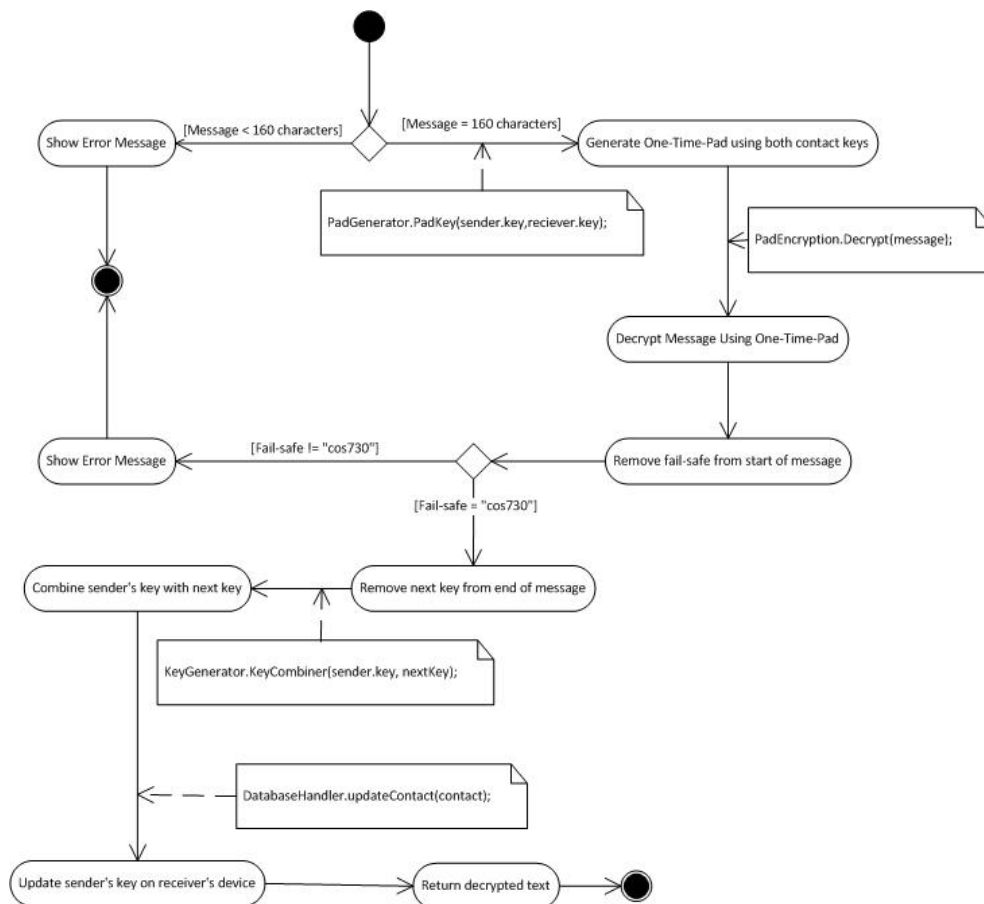 [Message < 160 characters]
[Message = 160 characters]
Show Error Message
Generate One-Time-Pad using both contact keys
PadGenerator.PadKey(sender.key,reciever.key);
PadEncryption.Decrypt(message);
Decrypt Message Using One-Time-Pad
[Fail-safe != "cos730"]
Show Error Message
Remove fail-safe from start of message
[Fail-safe = "cos730"]
Combine sender's key with next key
Remove next key from end of message
KeyGenerator.KeyCombiner(sender.key, nextKey);
DatabaseHandler.updateContact(contact);
Update sender's key on receiver's device
Return decrypted text